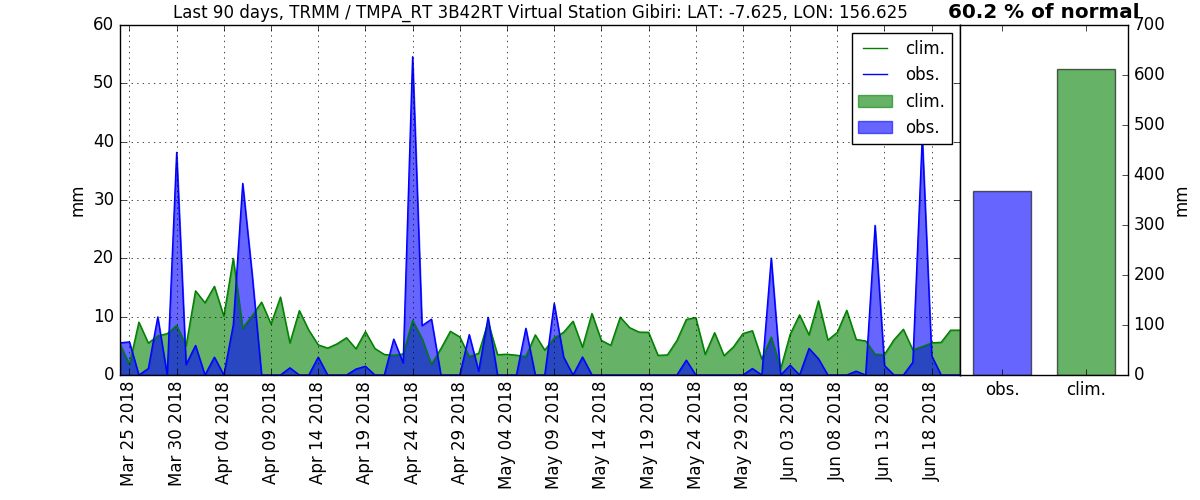 Last 90 days, TRMM / TMPA_RT 3B42RT Virtual Station Gibiri: LAT: -7.625, LON: 156.625
60.2 % of normal
60
50
40
30
20
10
0
mm
clim.
obs.
clim.
obs.
Mar 25 2018
Mar 30 2018
Apr 04 2018
Apr 09 2018
Apr 14 2018
Apr 19 2018
Apr 24 2018
Apr 29 2018
May 04 2018
May 09 2018
May 14 2018
May 19 2018
May 24 2018
May 29 2018
Jun 03 2018
Jun 08 2018
Jun 13 2018
Jun 18 2018
700
600
500
400
300
200
100
0
mm
obs.
clim.